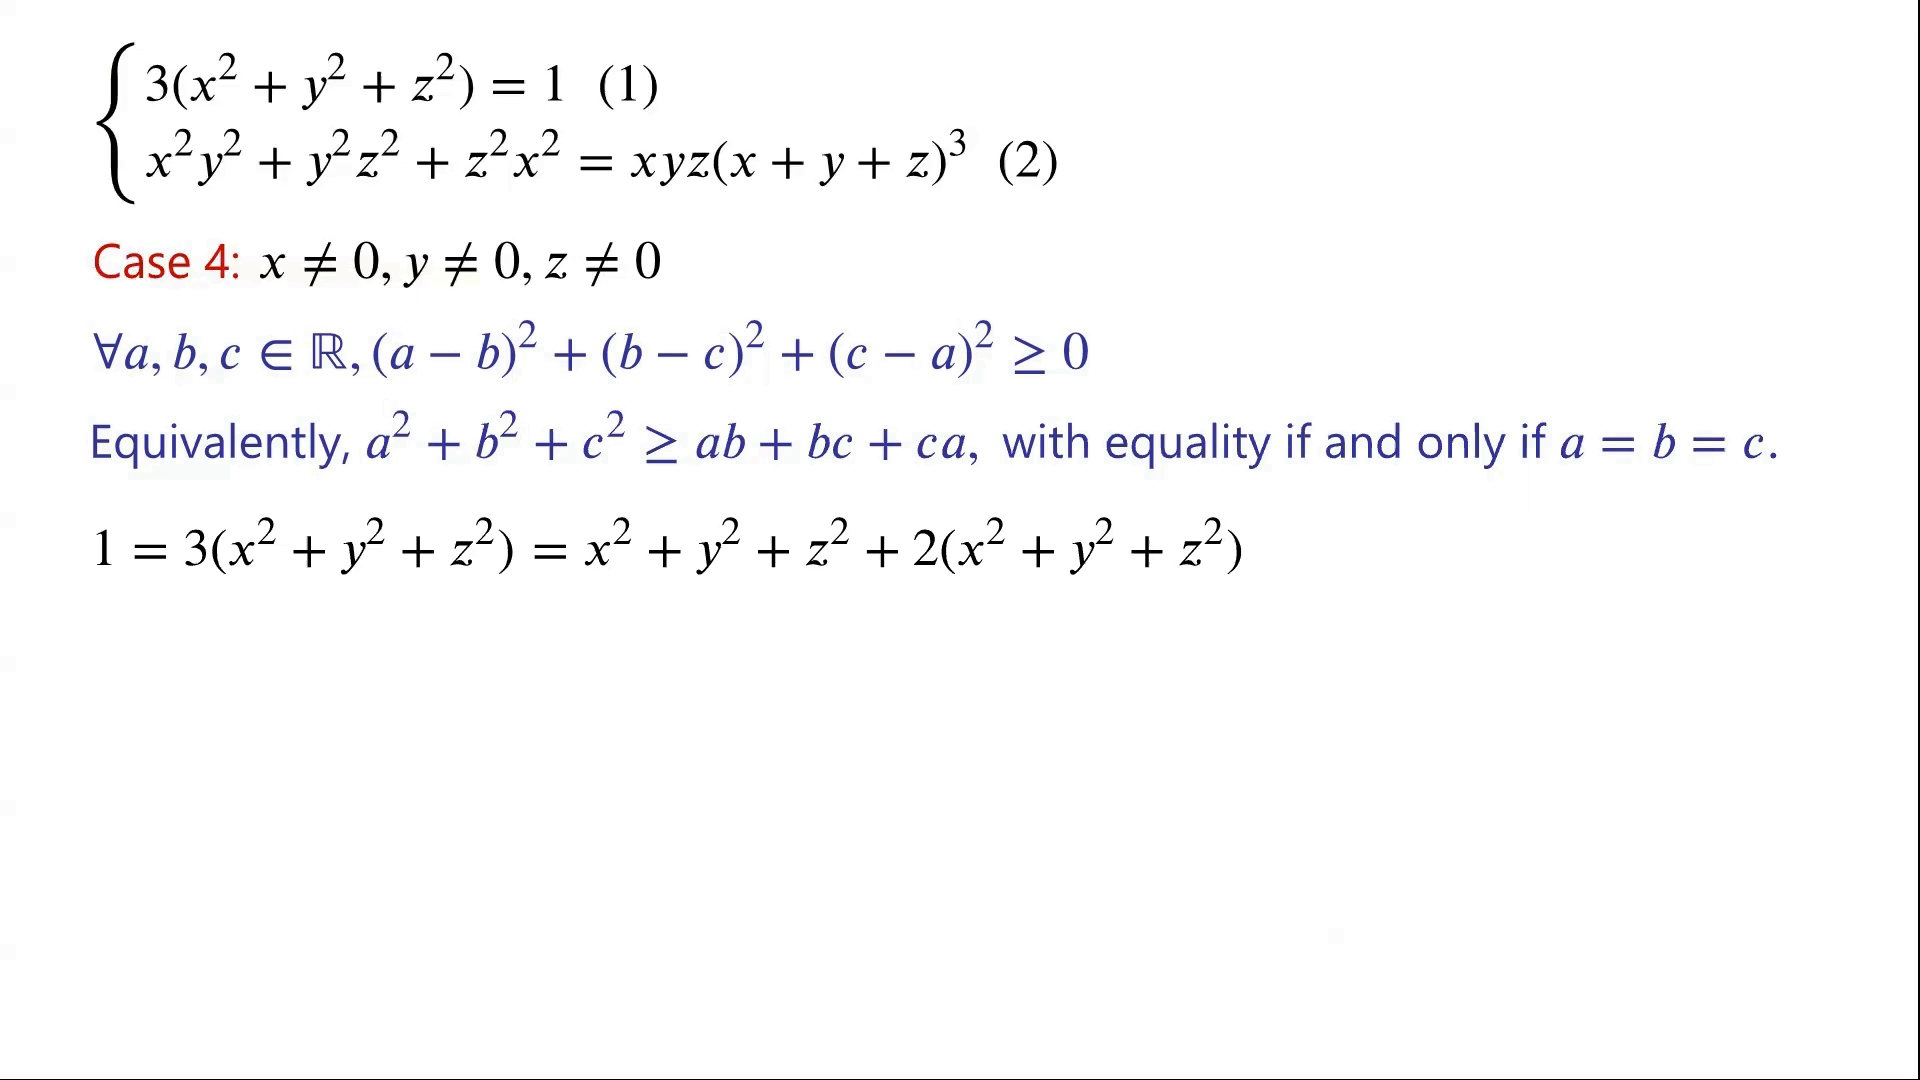 3(x² + y² + z²) = 1 (1)
x²y² + y²z² + z²x² = xyz(x + y + z)³ (2)
Case 4: x ≠ 0, y ≠ 0, z ≠ 0
∀a, b, c ∈ ℝ, (a − b)² + (b − c)² + (c − a)² ≥ 0
Equivalently, a² + b² + c² ≥ ab + bc + ca, with equality if and only if a = b = c.
1 = 3(x² + y² + z²) = x² + y² + z² + 2(x² + y² + z²)